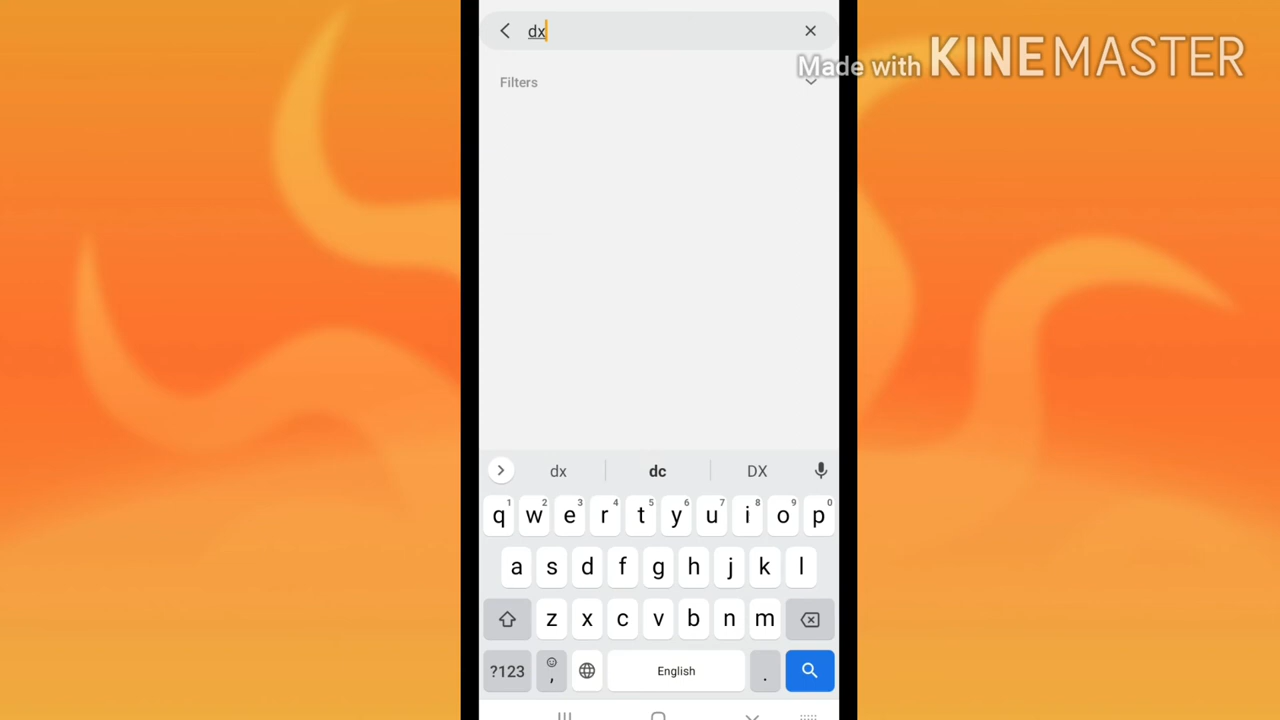 dx
Made with KINEMASTER
Filters
dx dc DX
1 2 3 4 5 6 7 8 9 0
q w e r t y u i o p
a s d f g h j k l
z x c v b n m
?123 , English .